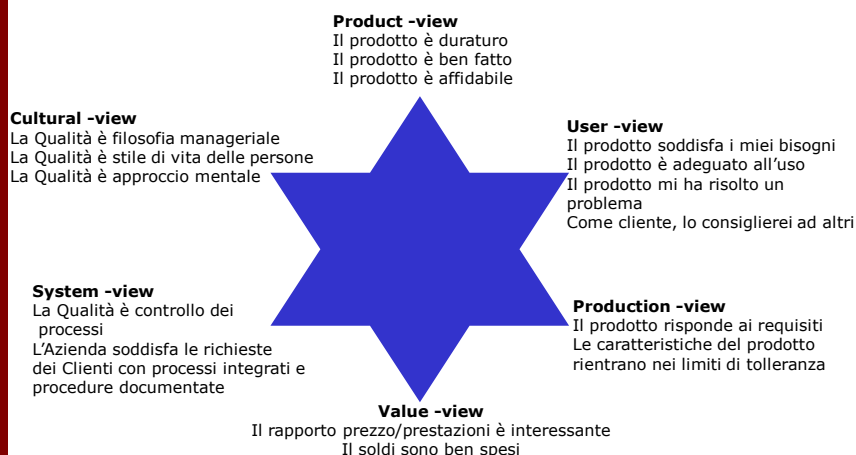 Product -view
Il prodotto è duraturo
Il prodotto è ben fatto
Il prodotto è affidabile
Cultural -view
La Qualità è filosofia manageriale
La Qualità è stile di vita delle persone
La Qualità è approccio mentale
User -view
Il prodotto soddisfa i miei bisogni
Il prodotto è adeguato all'uso
Il prodotto mi ha risolto un
problema
Come cliente, lo consiglierei ad altri
System -view
La Qualità è controllo dei
processi
L'Azienda soddisfa le richieste
dei Clienti con processi integrati e
procedure documentate
Production -view
Il prodotto risponde ai requisiti
Le caratteristiche del prodotto
rientrano nei limiti di tolleranza
Value -view
Il rapporto prezzo/prestazioni è interessante
Il soldi sono ben spesi